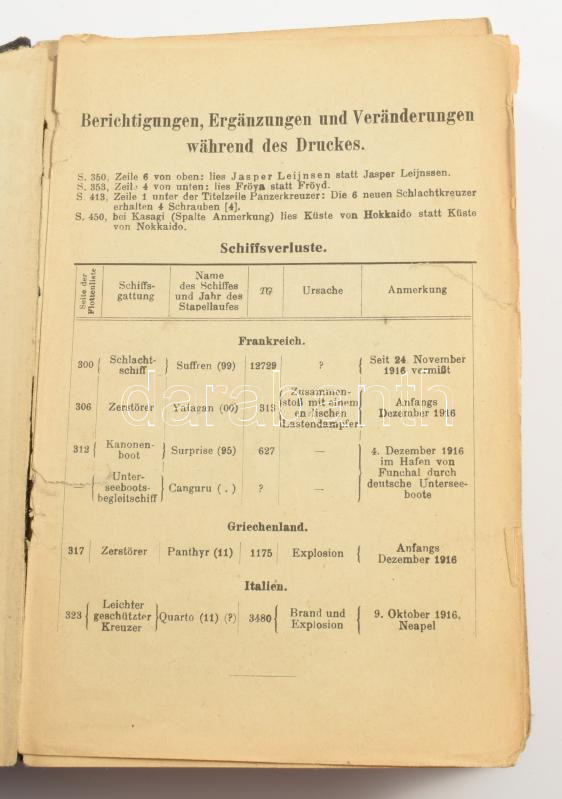 Berichtigungen, Ergänzungen und Veränderungen
während des Druckes.
S. 350, Zeile 6 von oben: lies Jasper Leijnsen statt Jasper Leijnssen.
S. 353, Zeile 4 von unten: lies Fröya statt Fröyd.
S. 413, Zeile 1 unter der Titelzeile Panzerkreuzer: Die 6 neuen Schlachtkreuzer
erhalten 4 Schrauben [4].
S. 450, bei Kasagi (Spalte Anmerkung) lies Küste von Hokkaido statt Küste
von Nokkaido.
Schiffsverluste.
Seite der Flottenliste | Schiffs-gattung | Name des Schiffes und Jahr des Stapellaufes | TG | Ursache | Anmerkung
Frankreich.
300 | Schlacht-schiff | Suffren (99) | 12729 | ? | Seit 24. November 1916 vermißt
306 | Zerstörer | Yatagan (00) | 313 | Zusammen-stoß mit einem englischen Lastendampfer | Anfangs Dezember 1916
312 | Kanonen-boot | Surprise (95) | 627 | — | 4. Dezember 1916 im Hafen von Funchal durch deutsche Untersee-boote
— | Unter-seeboots-begleitschiff | Canguru ( . ) | ? | —
Griechenland.
317 | Zerstörer | Panthyr (11) | 1175 | Explosion | Anfangs Dezember 1916
Italien.
323 | Leichter geschützter Kreuzer | Quarto (11) (?) | 3480 | Brand und Explosion | 9. Oktober 1916, Neapel
darabanth